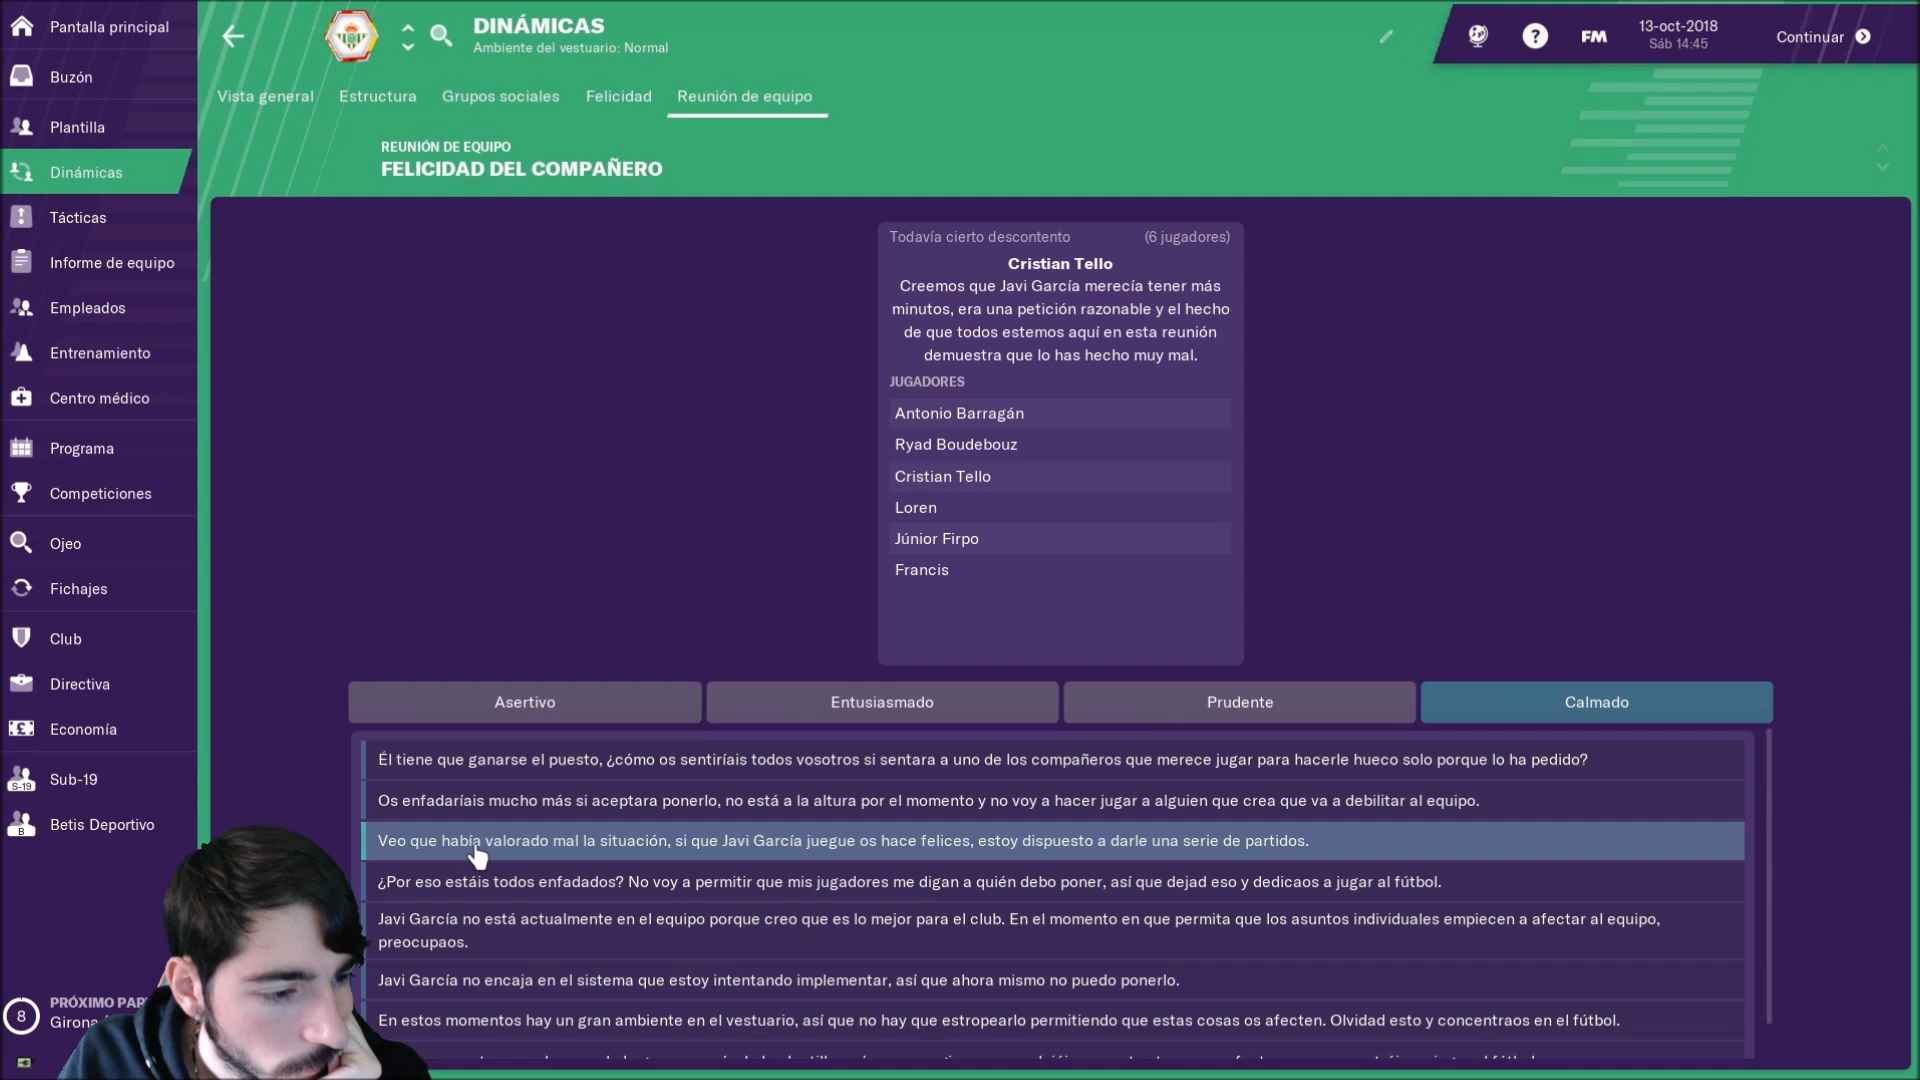 Pantalla principal
Buzón
Plantilla
Dinámicas
Tácticas
Informe de equipo
Empleados
Entrenamiento
Centro médico
Programa
Competiciones
Ojeo
Fichajes
Club
Directiva
Economía
S-19
Sub-19
B
Betis Deportivo
8
PRÓXIMO PAR
Girona
DINÁMICAS
Ambiente del vestuario: Normal
?
FM
13-oct-2018
Sáb 14:45
Continuar
Vista general
Estructura
Grupos sociales
Felicidad
Reunión de equipo
REUNIÓN DE EQUIPO
FELICIDAD DEL COMPAÑERO
Todavía cierto descontento (6 jugadores)
Cristian Tello
Creemos que Javi García merecía tener más
minutos, era una petición razonable y el hecho
de que todos estemos aquí en esta reunión
demuestra que lo has hecho muy mal.
JUGADORES
Antonio Barragán
Ryad Boudebouz
Cristian Tello
Loren
Júnior Firpo
Francis
Asertivo
Entusiasmado
Prudente
Calmado
Él tiene que ganarse el puesto, ¿cómo os sentiríais todos vosotros si sentara a uno de los compañeros que merece jugar para hacerle hueco solo porque lo ha pedido?
Os enfadaríais mucho más si aceptara ponerlo, no está a la altura por el momento y no voy a hacer jugar a alguien que crea que va a debilitar al equipo.
Veo que había valorado mal la situación, si que Javi García juegue os hace felices, estoy dispuesto a darle una serie de partidos.
¿Por eso estáis todos enfadados? No voy a permitir que mis jugadores me digan a quién debo poner, así que dejad eso y dedicaos a jugar al fútbol.
Javi García no está actualmente en el equipo porque creo que es lo mejor para el club. En el momento en que permita que los asuntos individuales empiecen a afectar al equipo,
preocupaos.
Javi García no encaja en el sistema que estoy intentando implementar, así que ahora mismo no puedo ponerlo.
En estos momentos hay un gran ambiente en el vestuario, así que no hay que estropearlo permitiendo que estas cosas os afecten. Olvidad esto y concentraos en el fútbol.